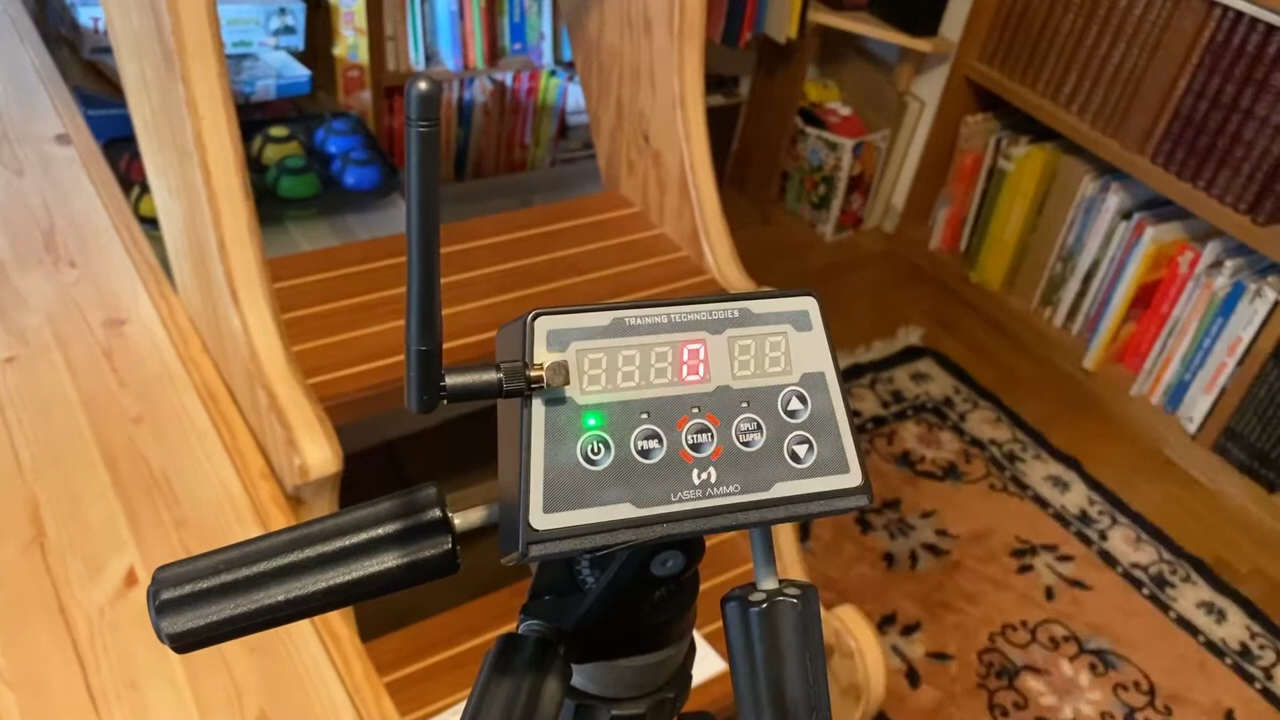 TRAINING TECHNOLOGIES
0
PROG.
START
SPLIT
ELAPSE
LASER AMMO